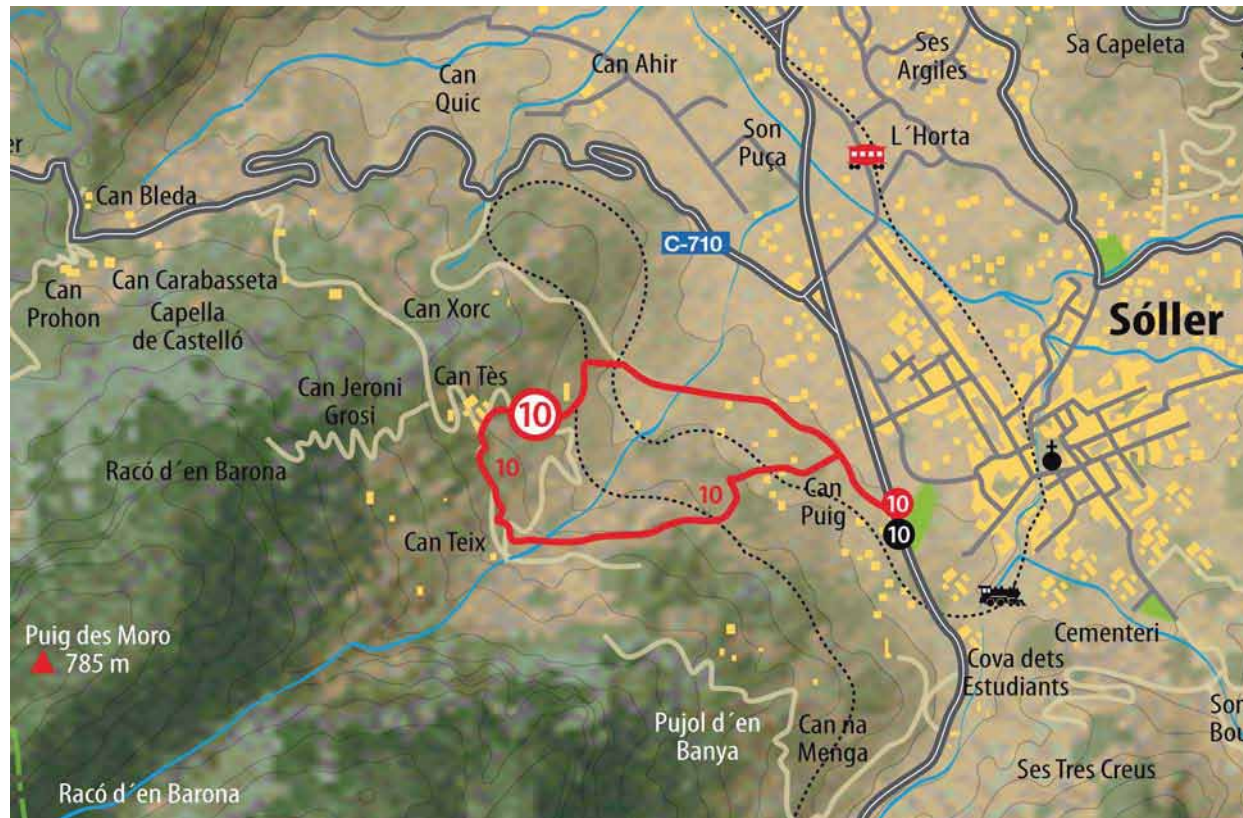 Can
Quic
Can Ahir
Ses
Argiles
Sa Capeleta
Son
Puça
L´Horta
er
Can Bleda
C-710
Can
Prohon
Can Carabasseta
Capella
de Castelló
Can Xorc
Sóller
Can Jeroni
Grosi
Can Tès
10
Racó d´en Barona
10
10
Can
Puig
10
10
Can Teix
Puig des Moro
785 m
Cementeri
Cova dets
Estudiants
Son
Bou
Pujol d´en
Banya
Can na
Menga
Ses Tres Creus
Racó d´en Barona